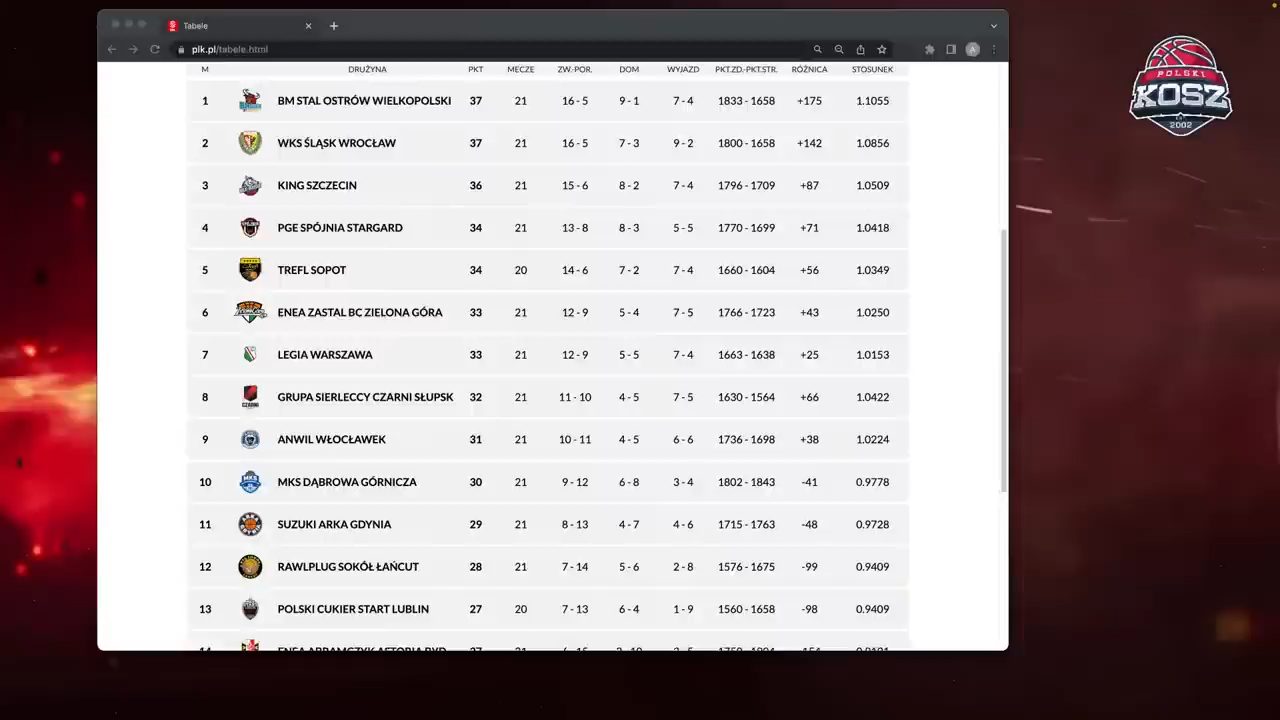 Tabele
plk.pl/tabele.html
A
POLSKI
KOSZ
EST.
2002
M DRUŻYNA PKT MECZE ZW.-POR. DOM WYJAZD PKT.ZD.-PKT.STR. RÓŻNICA STOSUNEK
1 BM STAL OSTRÓW WIELKOPOLSKI 37 21 16 - 5 9 - 1 7 - 4 1833 - 1658 +175 1.1055
2 WKS ŚLĄSK WROCŁAW 37 21 16 - 5 7 - 3 9 - 2 1800 - 1658 +142 1.0856
3 KING SZCZECIN 36 21 15 - 6 8 - 2 7 - 4 1796 - 1709 +87 1.0509
4 PGE SPÓJNIA STARGARD 34 21 13 - 8 8 - 3 5 - 5 1770 - 1699 +71 1.0418
5 TREFL SOPOT 34 20 14 - 6 7 - 2 7 - 4 1660 - 1604 +56 1.0349
6 ENEA ZASTAL BC ZIELONA GÓRA 33 21 12 - 9 5 - 4 7 - 5 1766 - 1723 +43 1.0250
7 LEGIA WARSZAWA 33 21 12 - 9 5 - 5 7 - 4 1663 - 1638 +25 1.0153
8 GRUPA SIERLECCY CZARNI SŁUPSK 32 21 11 - 10 4 - 5 7 - 5 1630 - 1564 +66 1.0422
9 ANWIL WŁOCŁAWEK 31 21 10 - 11 4 - 5 6 - 6 1736 - 1698 +38 1.0224
10 MKS DĄBROWA GÓRNICZA 30 21 9 - 12 6 - 8 3 - 4 1802 - 1843 -41 0.9778
11 SUZUKI ARKA GDYNIA 29 21 8 - 13 4 - 7 4 - 6 1715 - 1763 -48 0.9728
12 RAWLPLUG SOKÓŁ ŁAŃCUT 28 21 7 - 14 5 - 6 2 - 8 1576 - 1675 -99 0.9409
13 POLSKI CUKIER START LUBLIN 27 20 7 - 13 6 - 4 1 - 9 1560 - 1658 -98 0.9409